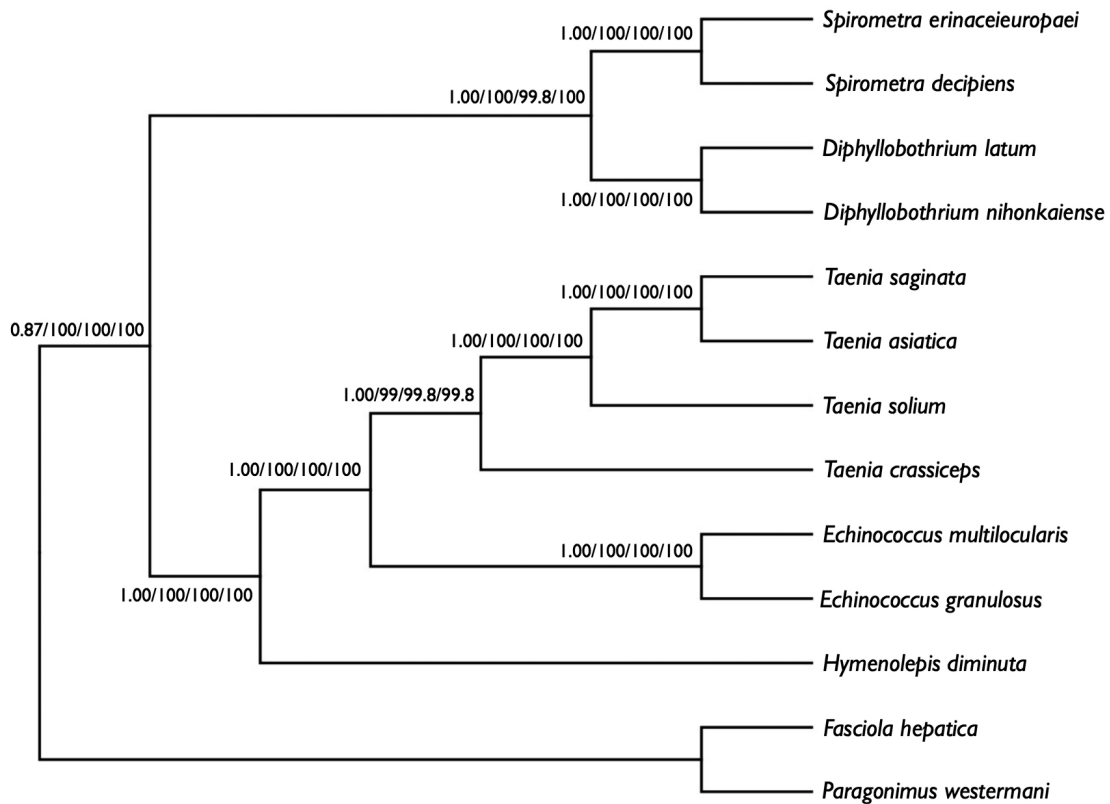 Spirometra erinaceieuropaei
1.00/100/100/100
Spirometra decipiens
1.00/100/99.8/100
Diphyllobothrium latum
1.00/100/100/100
Diphyllobothrium nihonkaiense
Taenia saginata
1.00/100/100/100
0.87/100/100/100
1.00/100/100/100
Taenia asiatica
1.00/99/99.8/99.8
Taenia solium
1.00/100/100/100
Taenia crassiceps
Echinococcus multilocularis
1.00/100/100/100
1.00/100/100/100
Echinococcus granulosus
Hymenolepis diminuta
Fasciola hepatica
Paragonimus westermani